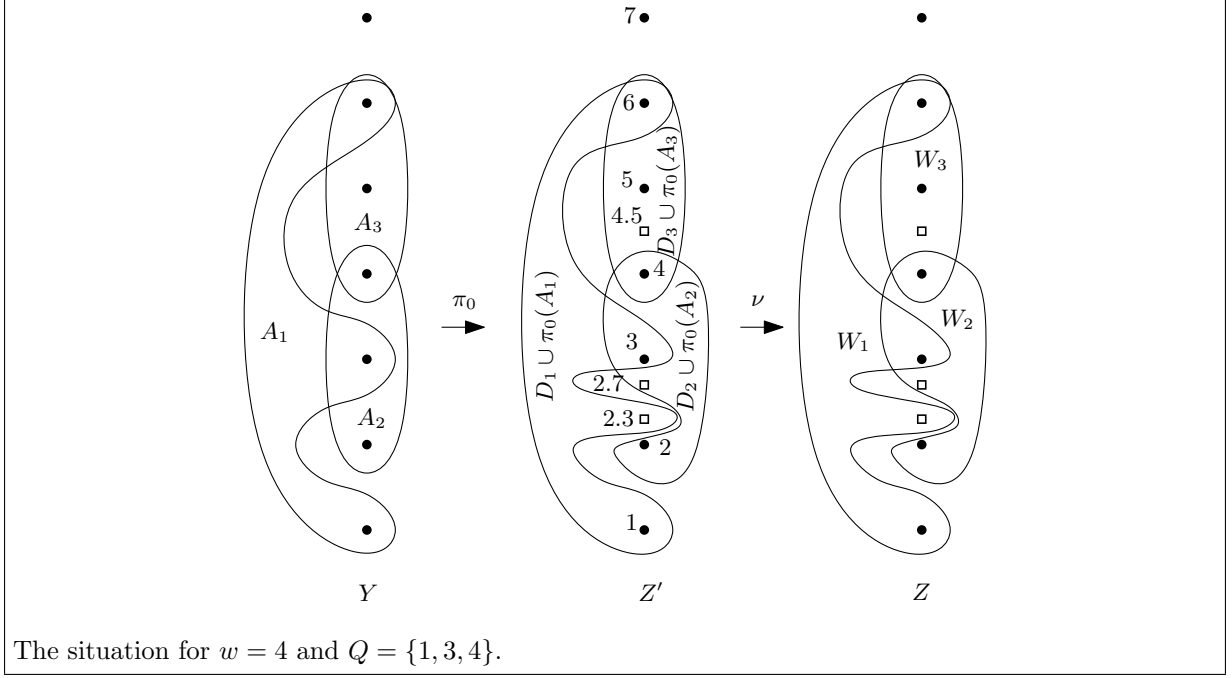 7
6
5
4.5
4
3
2.7
2.3
2
1
A₁
A₂
A₃
π₀
D₁ ∪ π₀(A₁)
D₂ ∪ π₀(A₂)
D₃ ∪ π₀(A₃)
ν
W₁
W₂
W₃
Y
Z′
Z
The situation for w = 4 and Q = {1, 3, 4}.